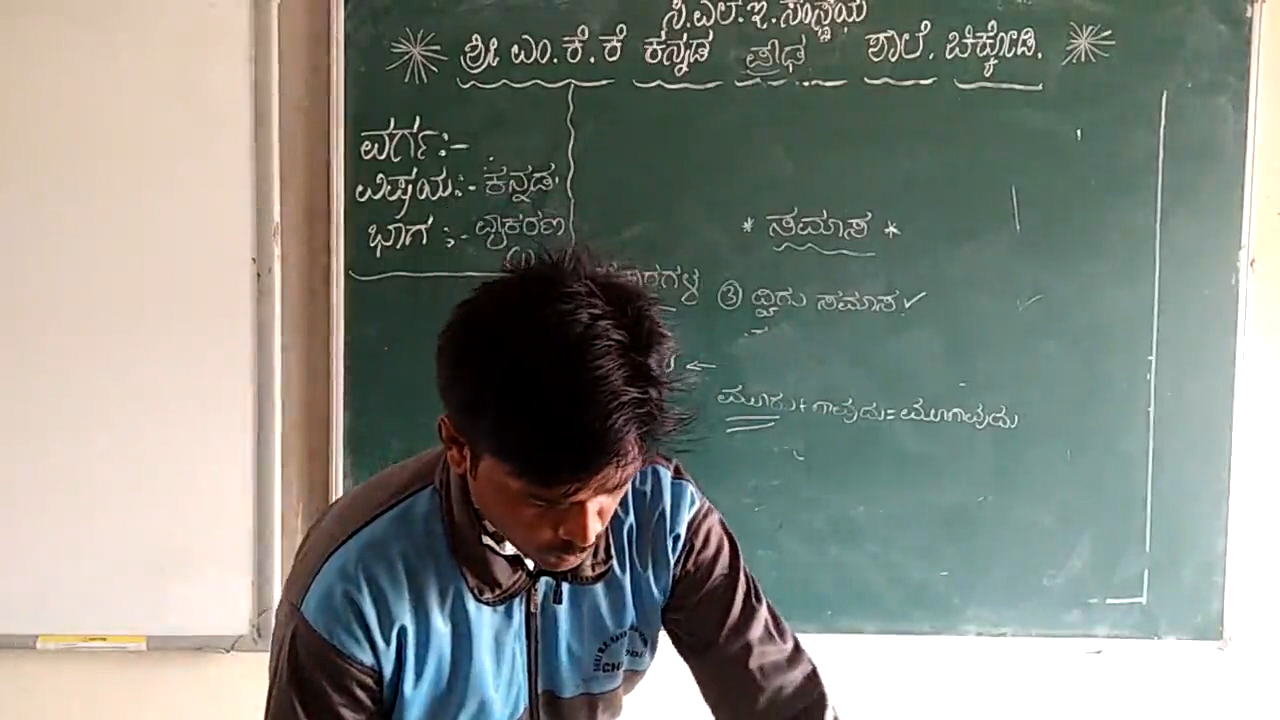 ಸಿ.ಎಲ್.ಇ.ಸಂಸ್ಥೆಯ
ಶ್ರೀ ಎಂ.ಕೆ.ಕೆ ಕನ್ನಡ ಪ್ರೌಢ ಶಾಲೆ. ಚಿಕ್ಕೋಡಿ.
ವರ್ಗ:-
ವಿಷಯ:- ಕನ್ನಡ.
ಭಾಗ :- ವ್ಯಾಕರಣ
* ಸಮಾಸ *
③ ದ್ವಿಗು ಸಮಾಸ ✓
ಮೂರು+ಗಾವುದು=ಮೂಗಾವುದು